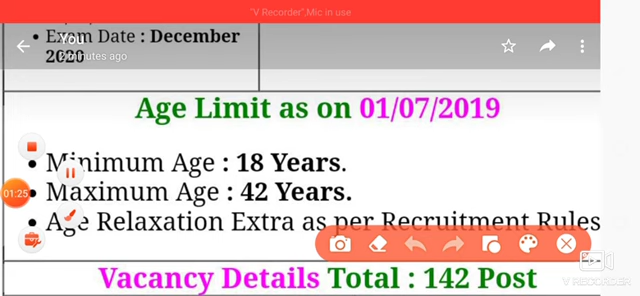 "V Recorder",Mic in use
• Exam Date : December
2020
You
minutes ago
Age Limit as on 01/07/2019
• Minimum Age : 18 Years.
• Maximum Age : 42 Years.
01:25
• Age Relaxation Extra as per Recruitment Rules
V RECORDER
Vacancy Details Total : 142 Post